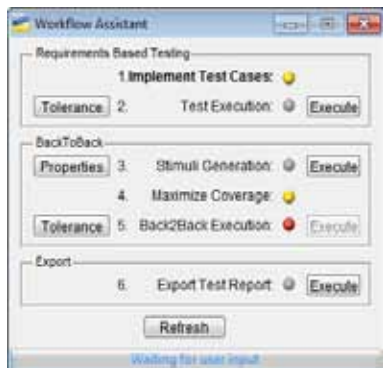 Workflow Assistant
Requirements Based Testing
1. Implement Test Cases:
Tolerance 2. Test Execution: Execute
BackToBack
Properties 3. Stimuli Generation: Execute
4. Maximize Coverage:
Tolerance 5. Back2Back Execution: Execute
Export
6. Export Test Report: Execute
Refresh
Waiting for user input